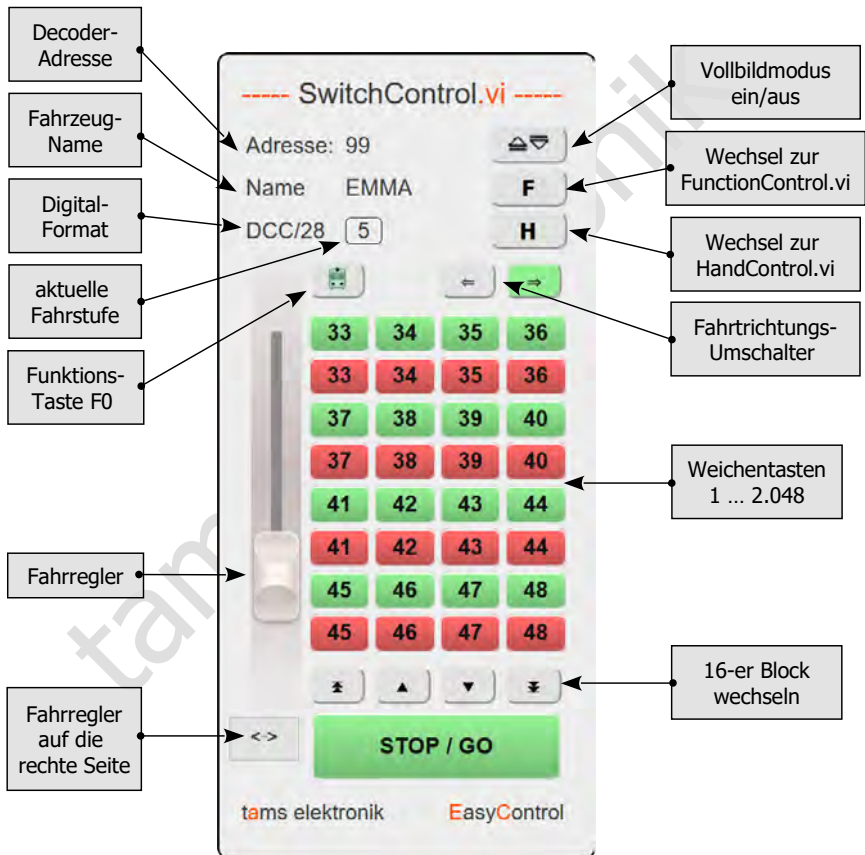 Decoder-
Adresse
Fahrzeug-
Name
Digital-
Format
aktuelle
Fahrstufe
Funktions-
Taste F0
Fahrregler
Fahrregler
auf die
rechte Seite
----- SwitchControl.vi -----
Adresse: 99
Name EMMA
F
DCC/28 5
H
⇐ ⇒
33 34 35 36
33 34 35 36
37 38 39 40
37 38 39 40
41 42 43 44
41 42 43 44
45 46 47 48
45 46 47 48
▲ ▼
<->
STOP / GO
tams elektronik EasyControl
Vollbildmodus
ein/aus
Wechsel zur
FunctionControl.vi
Wechsel zur
HandControl.vi
Fahrtrichtungs-
Umschalter
Weichentasten
1 … 2.048
16-er Block
wechseln